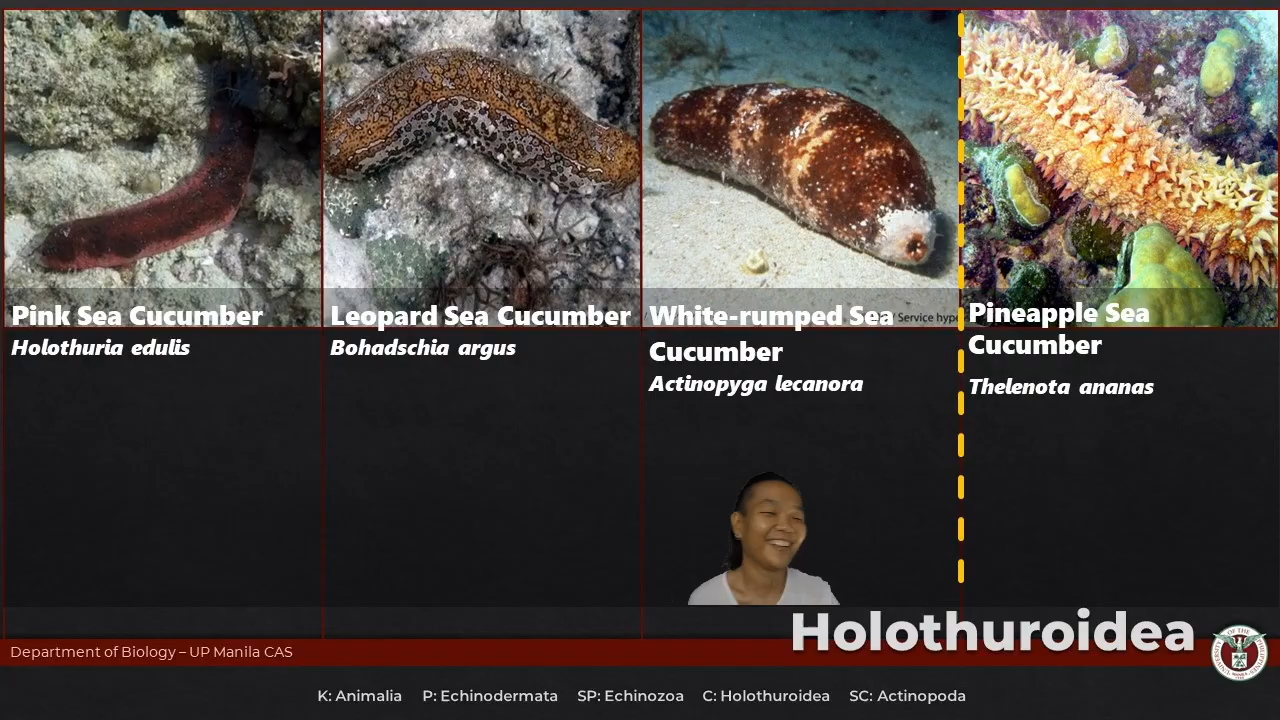 Pink Sea Cucumber
Holothuria edulis
Leopard Sea Cucumber
Bohadschia argus
White-rumped Sea
Cucumber
Actinopyga lecanora
Service hype
Pineapple Sea
Cucumber
Thelenota ananas
Holothuroidea
Department of Biology – UP Manila CAS
K: Animalia P: Echinodermata SP: Echinozoa C: Holothuroidea SC: Actinopoda